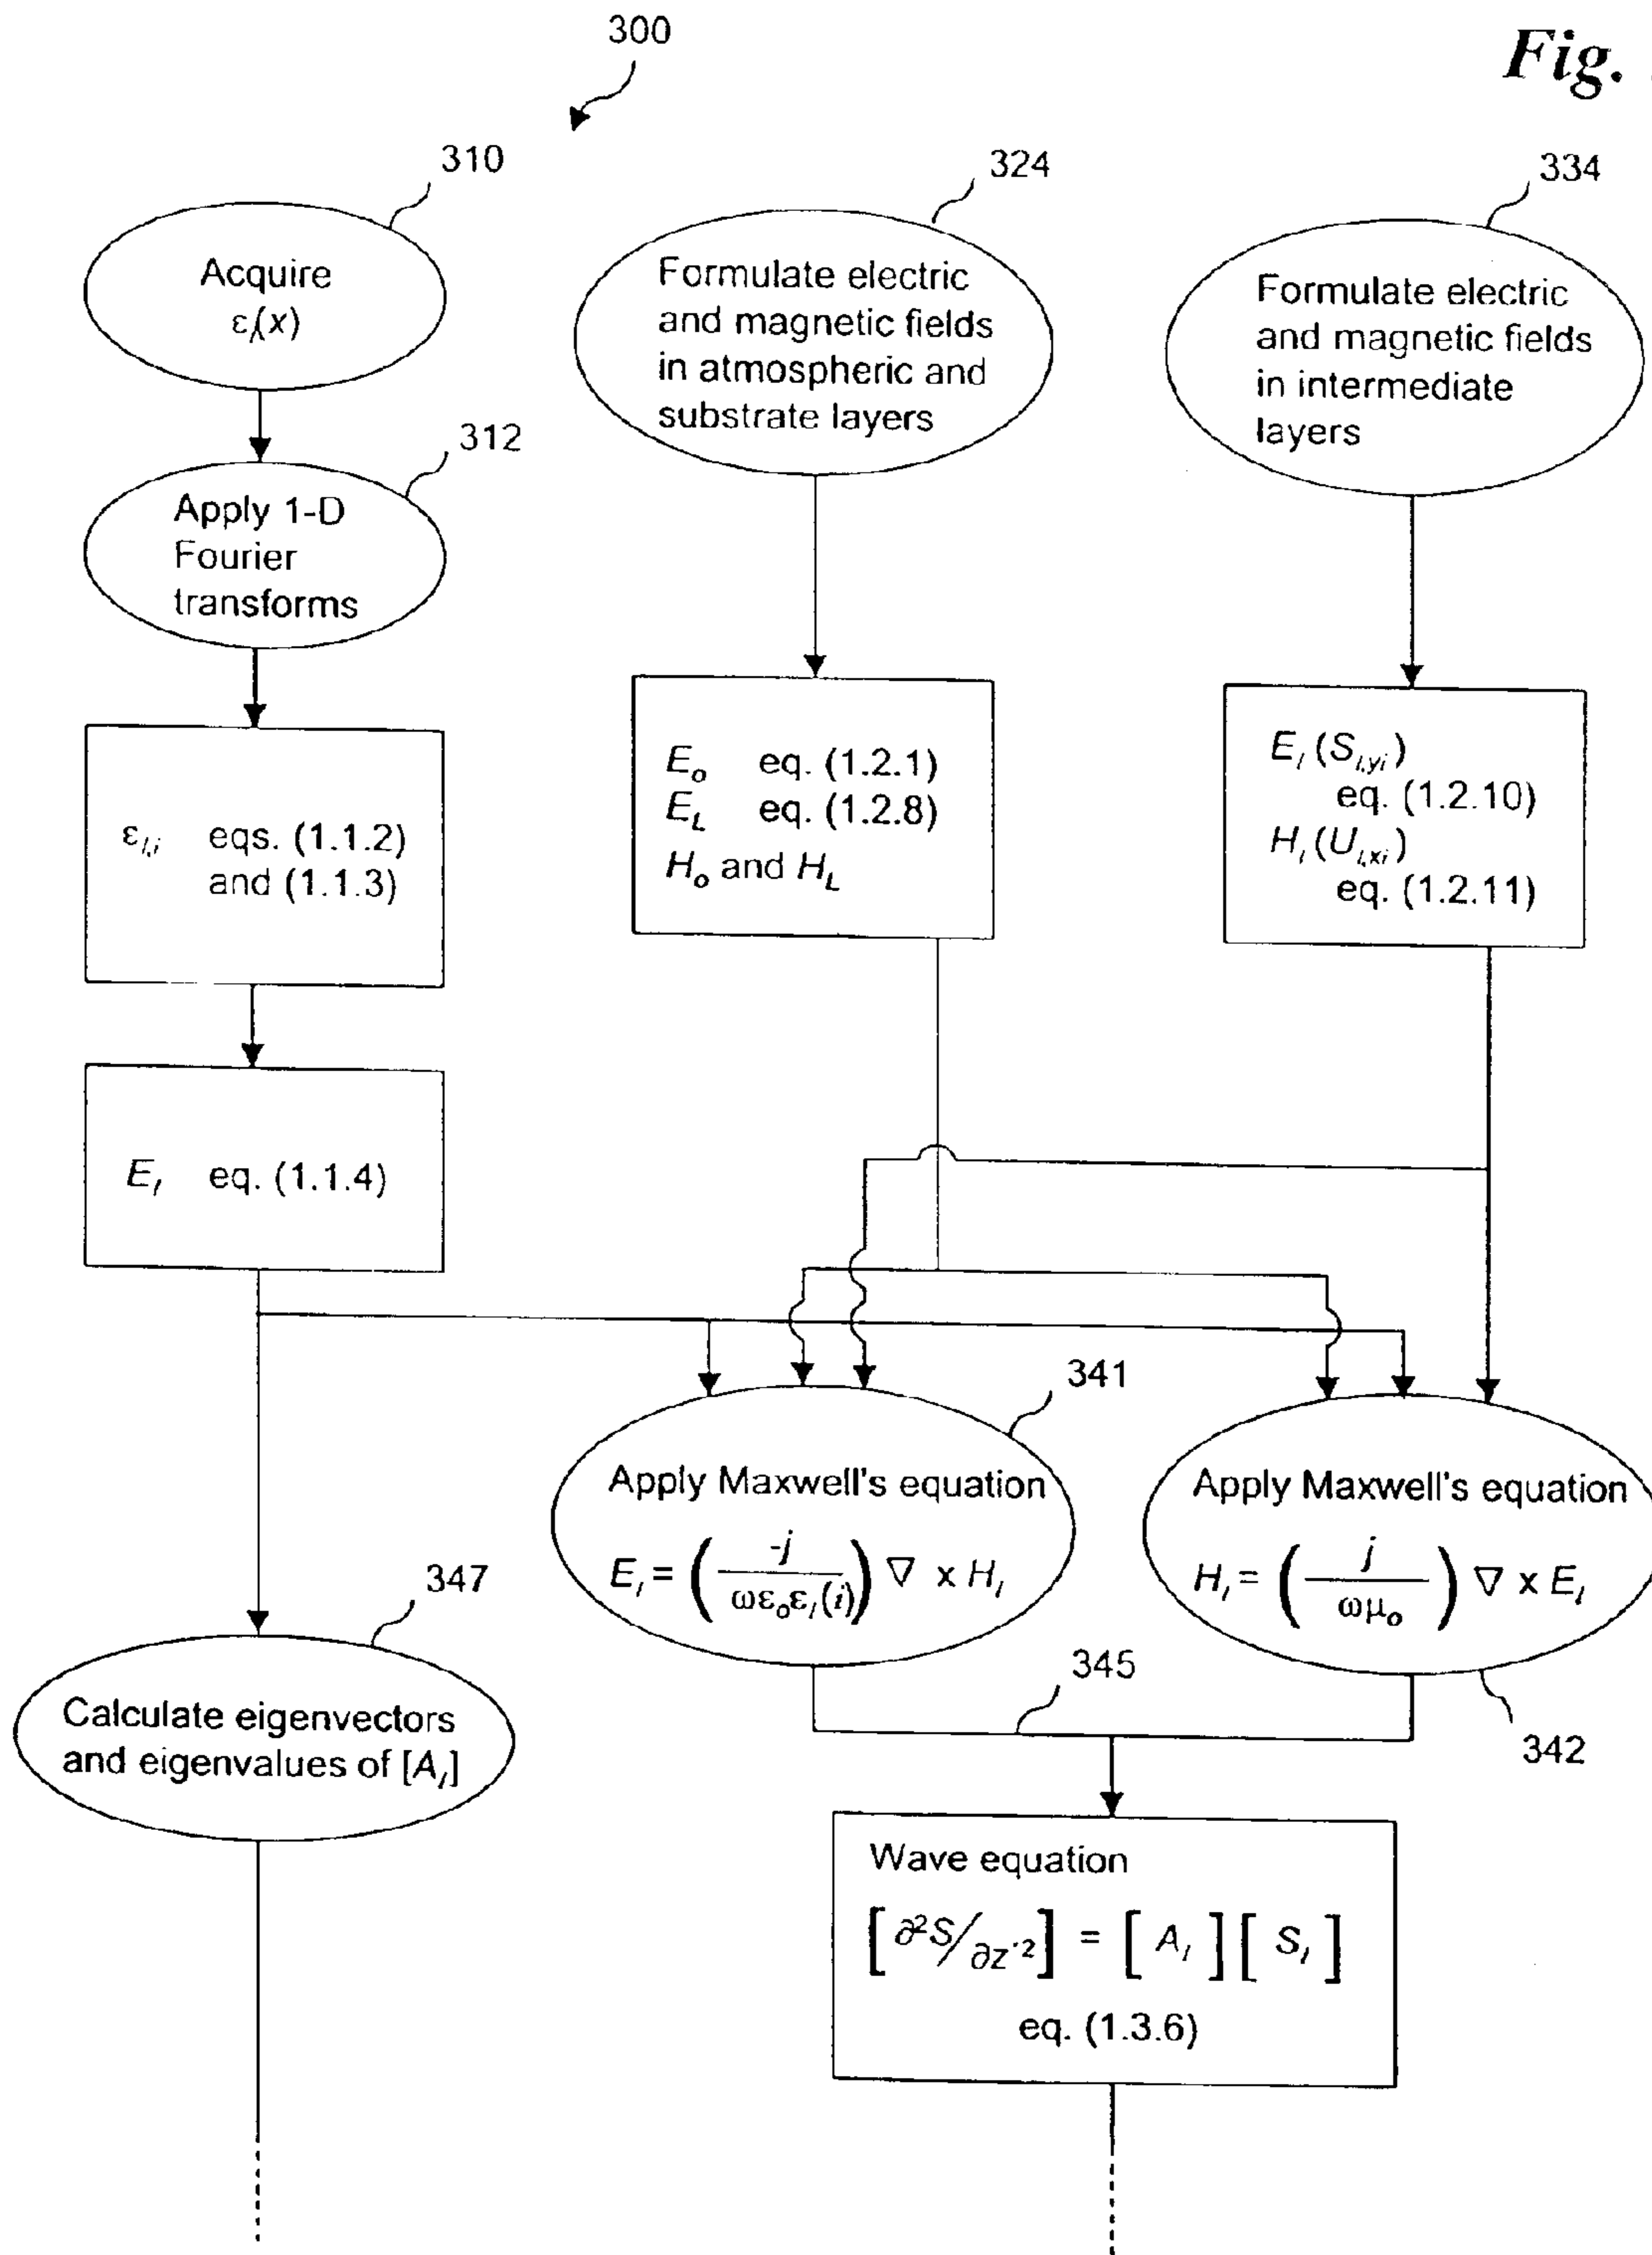 300
Fig.
310
324
334
Acquire
ε_l(x)
Formulate electric
and magnetic fields
in atmospheric and
substrate layers
Formulate electric
and magnetic fields
in intermediate
layers
312
Apply 1-D
Fourier
transforms
ε_l,i eqs. (1.1.2)
and (1.1.3)
E_o eq. (1.2.1)
E_L eq. (1.2.8)
H_o and H_L
E_l (S_l,yi)
eq. (1.2.10)
H_l (U_l,xi)
eq. (1.2.11)
E_l eq. (1.1.4)
341
Apply Maxwell's equation
E_l = ( -j / ωε_oε_l(i) ) ∇ x H_l
Apply Maxwell's equation
H_l = ( j / ωμ_o ) ∇ x E_l
347
345
342
Calculate eigenvectors
and eigenvalues of [A_l]
Wave equation
[ ∂²S/∂z'² ] = [ A_l ] [ S_l ]
eq. (1.3.6)